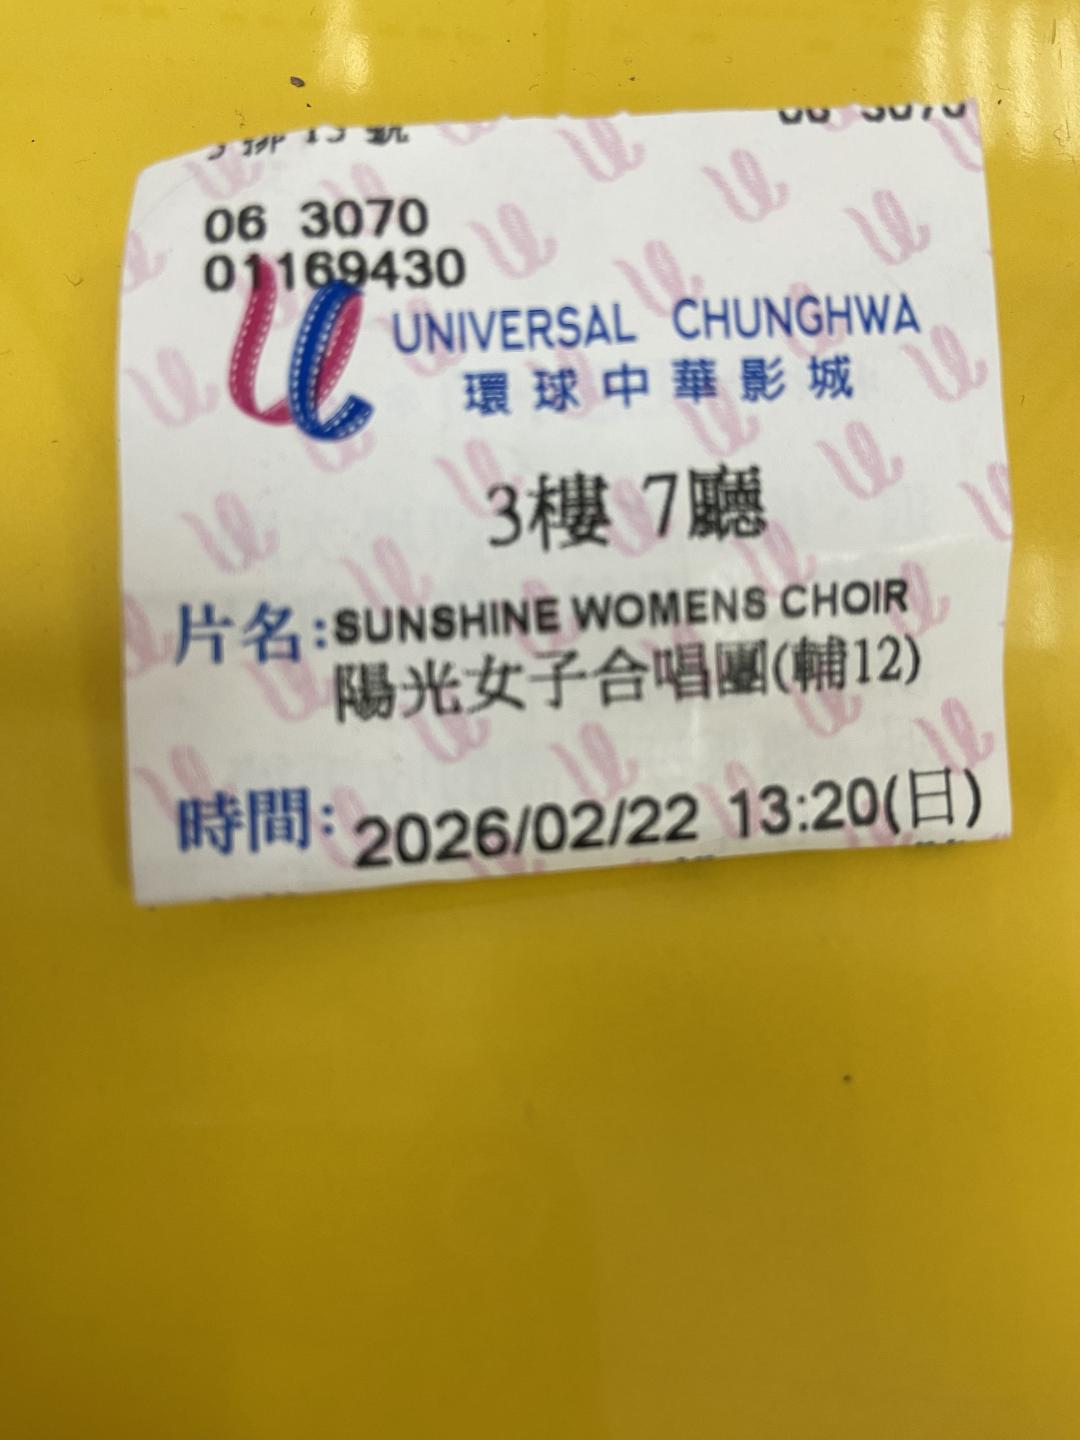 06 3070
06 3070
01169430
UNIVERSAL CHUNGHWA
環球中華影城
3樓 7廳
片名:SUNSHINE WOMENS CHOIR
陽光女子合唱團(輔12)
時間:2026/02/22 13:20(日)